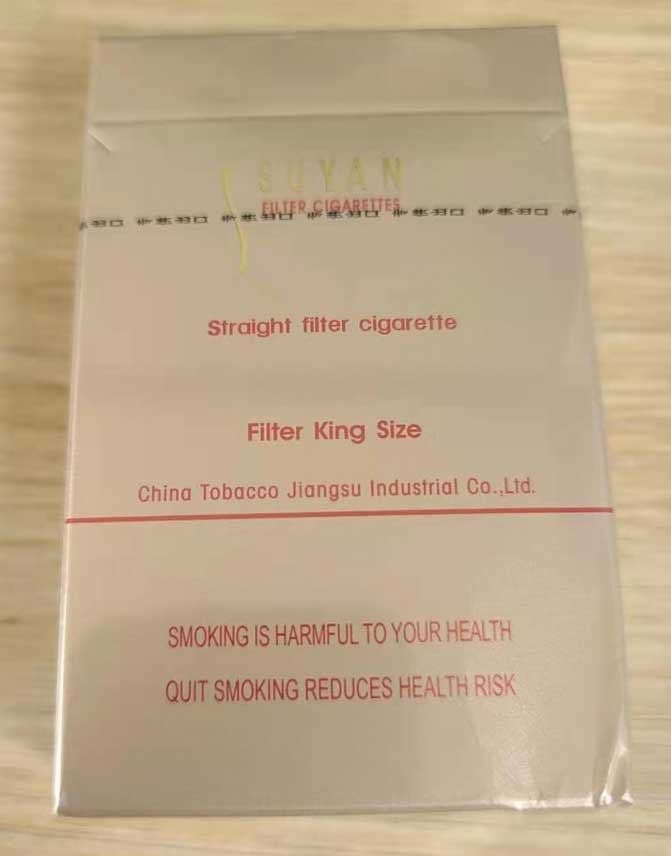 SUYAN
FILTER CIGARETTES
Straight filter cigarette
Filter King Size
China Tobacco Jiangsu Industrial Co.,Ltd.
SMOKING IS HARMFUL TO YOUR HEALTH
QUIT SMOKING REDUCES HEALTH RISK